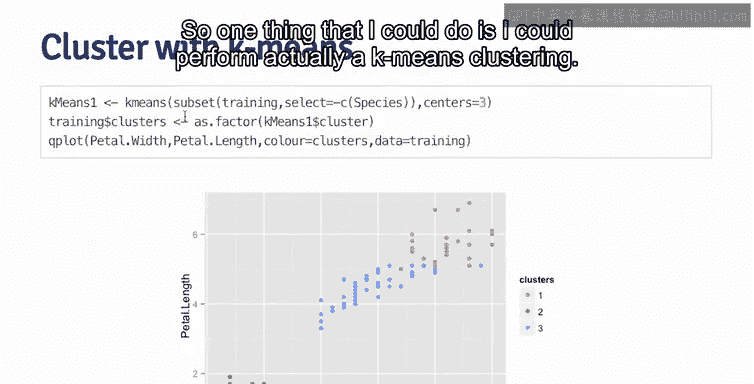 So one thing that I could do is I could
perform actually a k-means clustering.
Cluster with k-means
kMeans1 <- kmeans(subset(training,select=-c(Species)),centers=3)
training$clusters <- as.factor(kMeans1$cluster)
qplot(Petal.Width,Petal.Length,colour=clusters,data=training)
6
4
2
Petal.Length
clusters
1
2
3